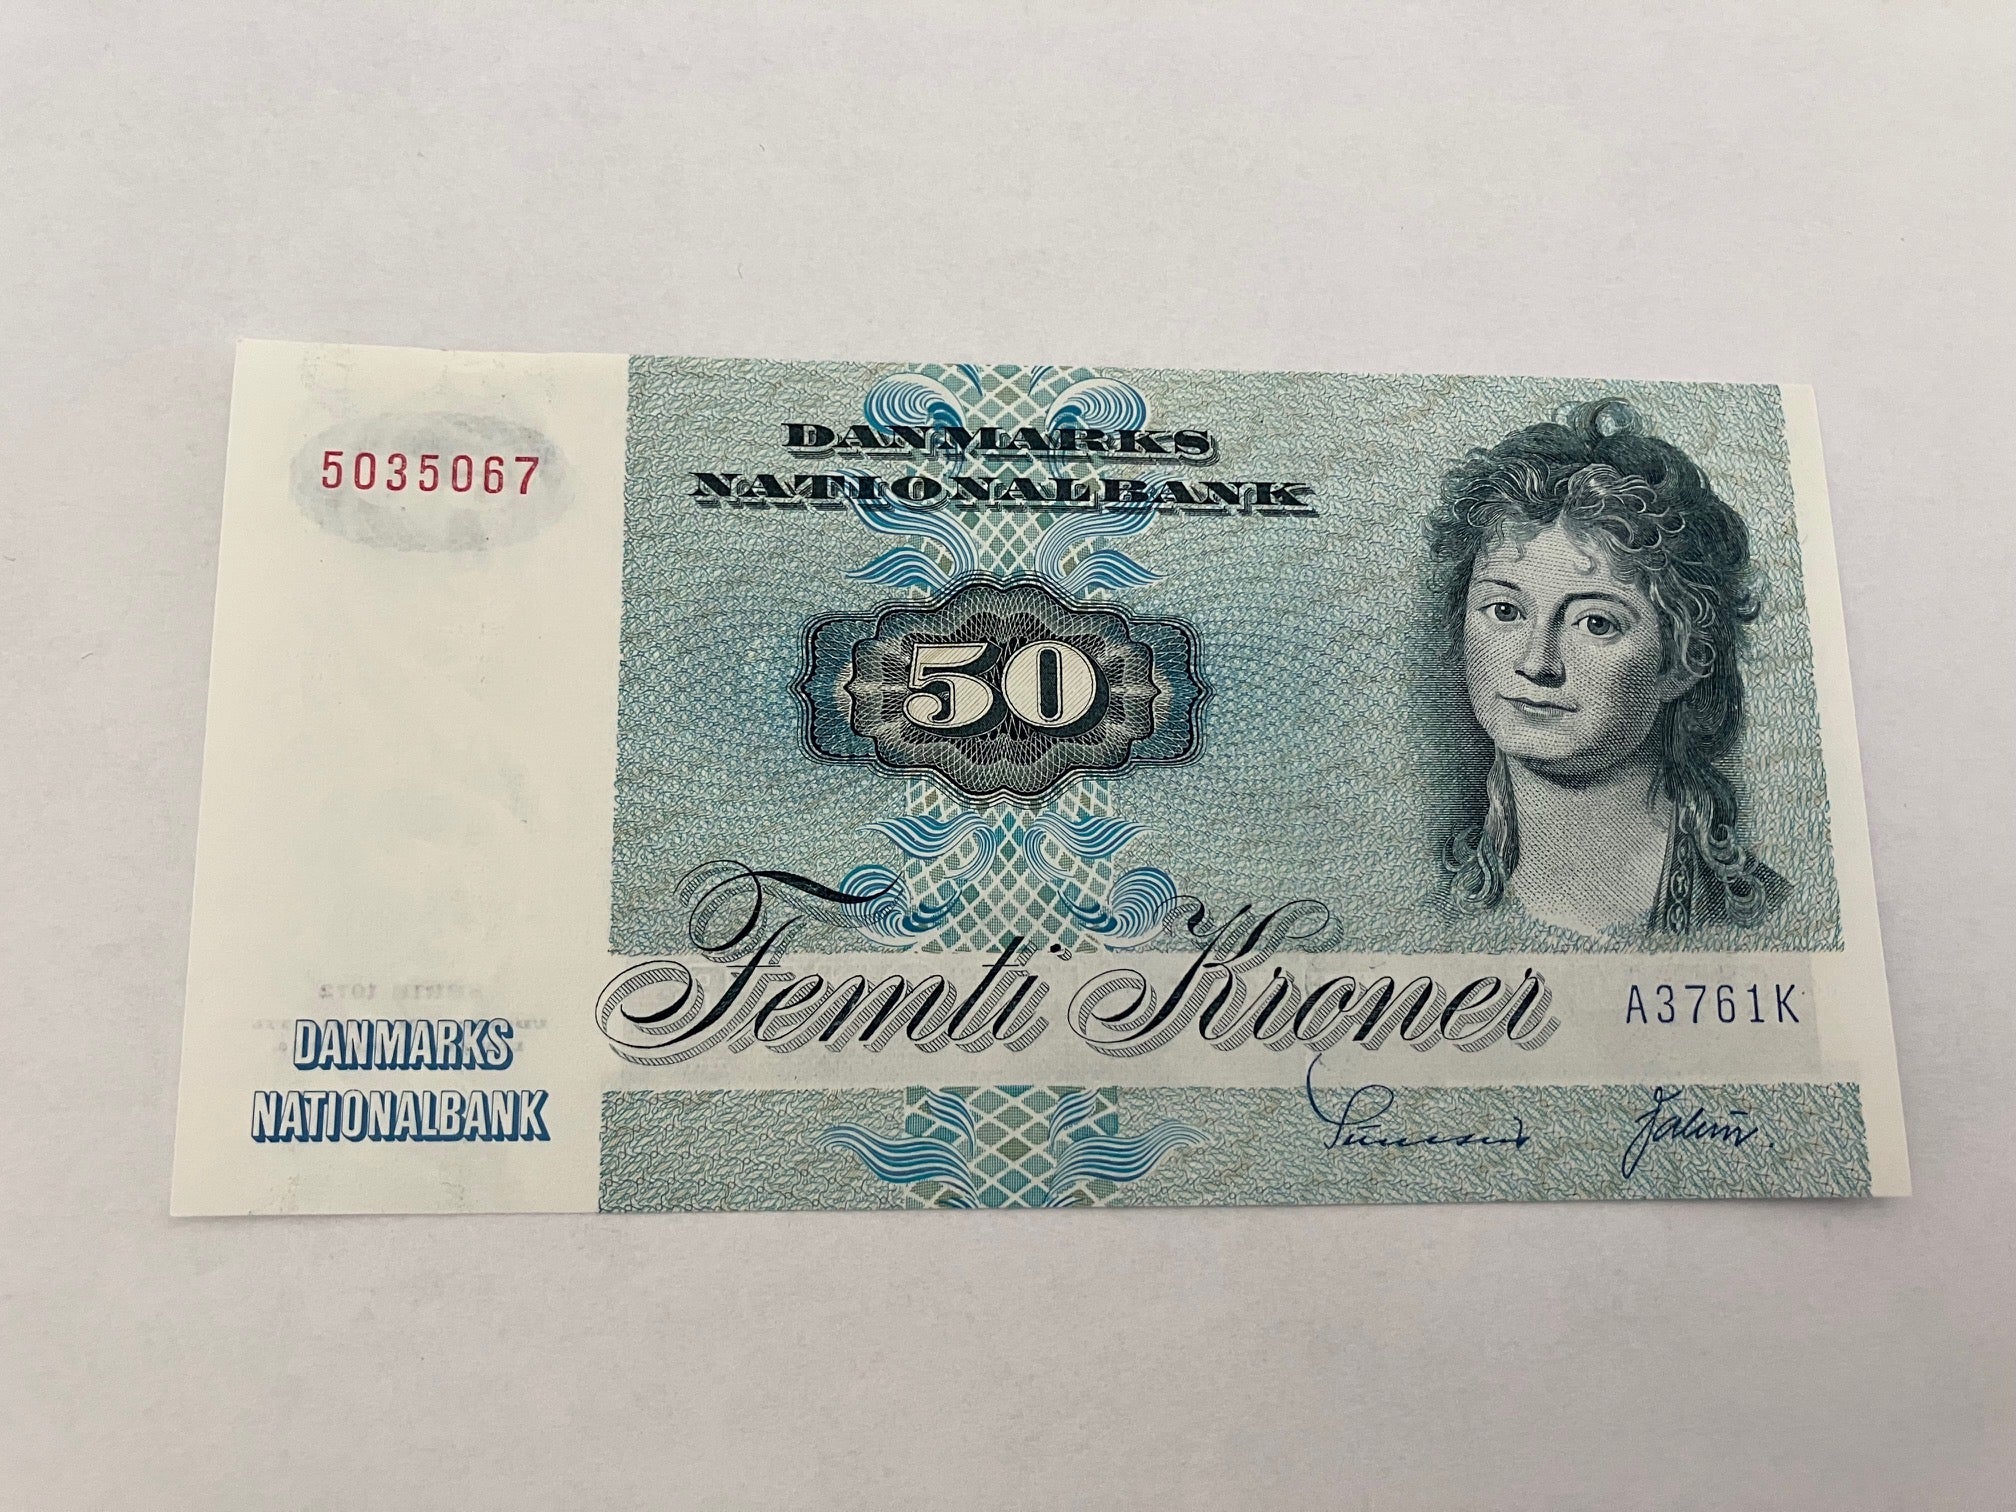 5035067
DANMARKS
NATIONALBANK
50
Femti Kroner
A3761K
DANMARKS
NATIONALBANK